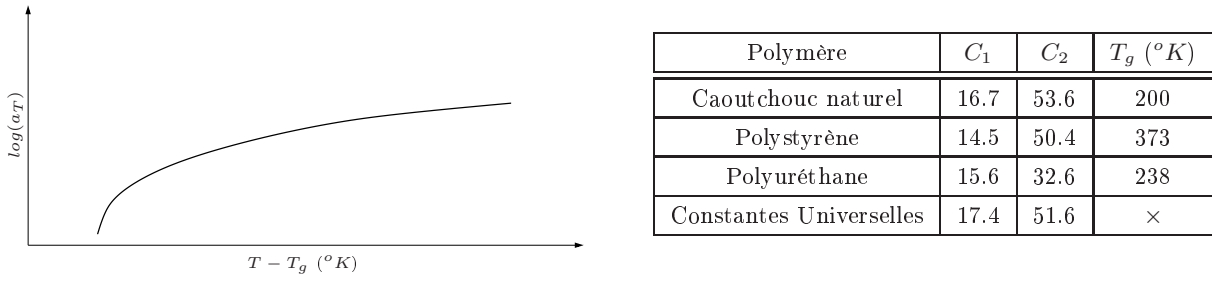 log(a_T)
T − T_g (°K)
Polymère C_1 C_2 T_g (°K)
Caoutchouc naturel 16.7 53.6 200
Polystyrène 14.5 50.4 373
Polyuréthane 15.6 32.6 238
Constantes Universelles 17.4 51.6 ×